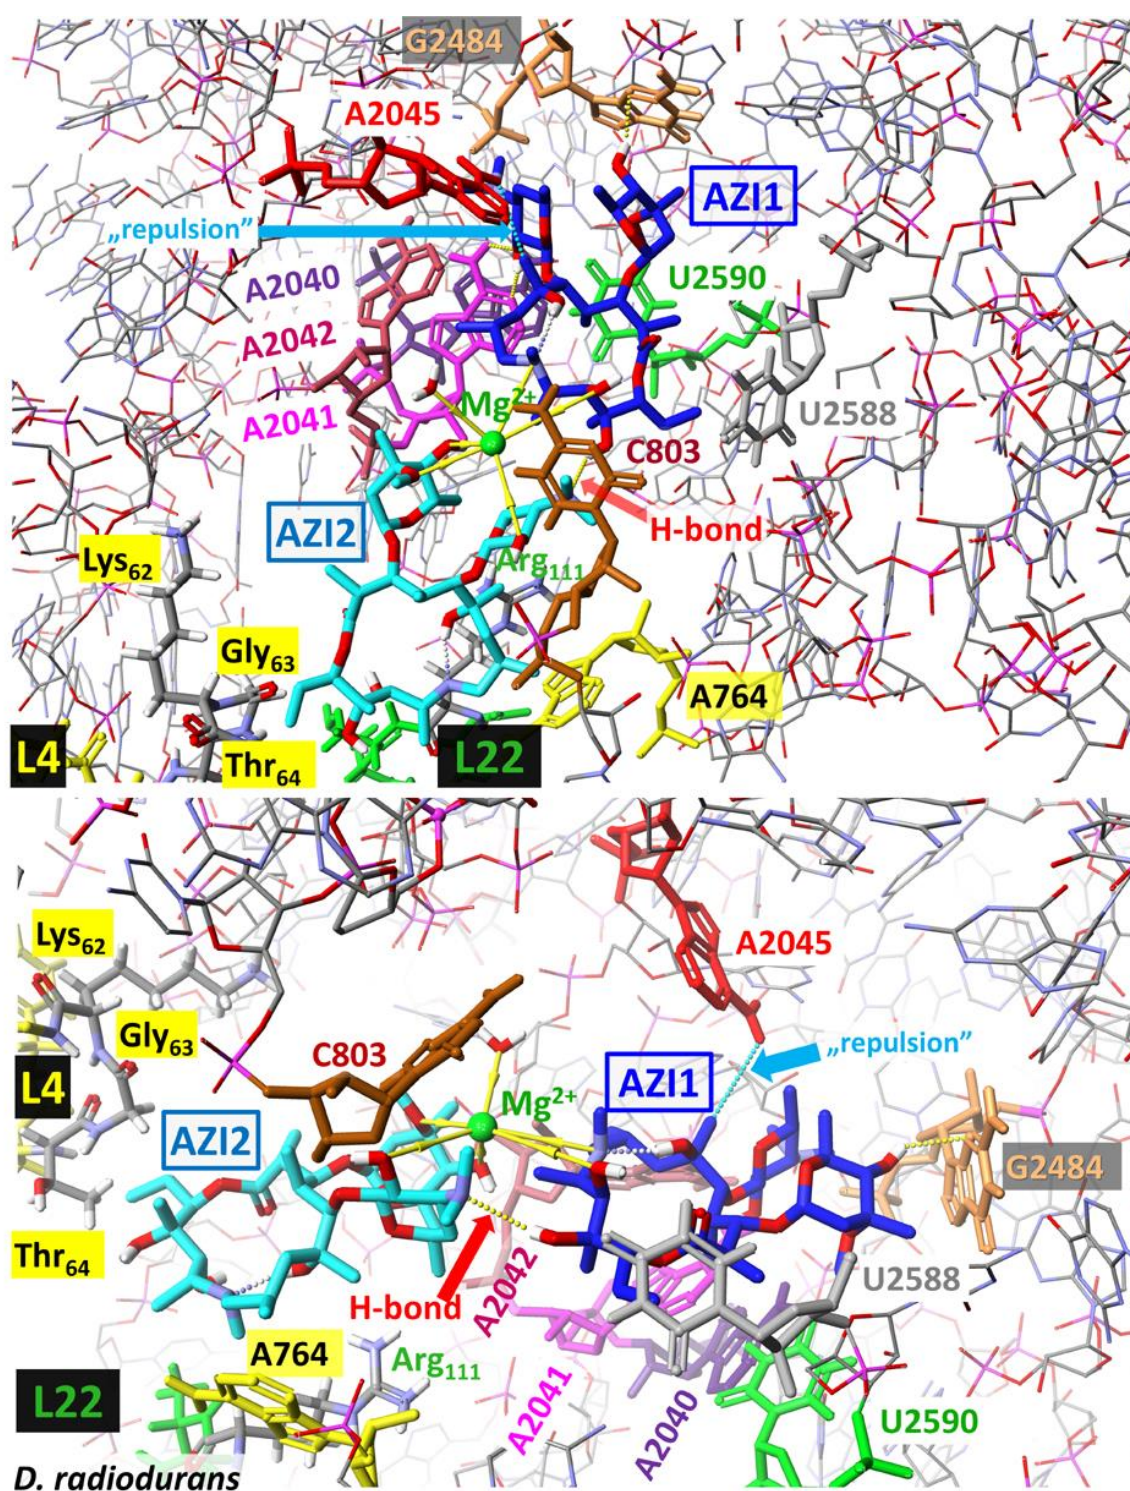 G2484
A2045
AZI1
„repulsion”
A2040
U2590
A2042
Mg²⁺
A2041
U2588
C803
AZI2
H-bond
Lys₆₂
Arg₁₁₁
Gly₆₃
A764
L4
Thr₆₄
L22
Lys₆₂
A2045
Gly₆₃
C803
„repulsion”
L4
AZI1
Mg²⁺
AZI2
G2484
Thr₆₄
A2042
U2588
H-bond
A764
Arg₁₁₁
A2041
A2040
L22
U2590
D. radiodurans